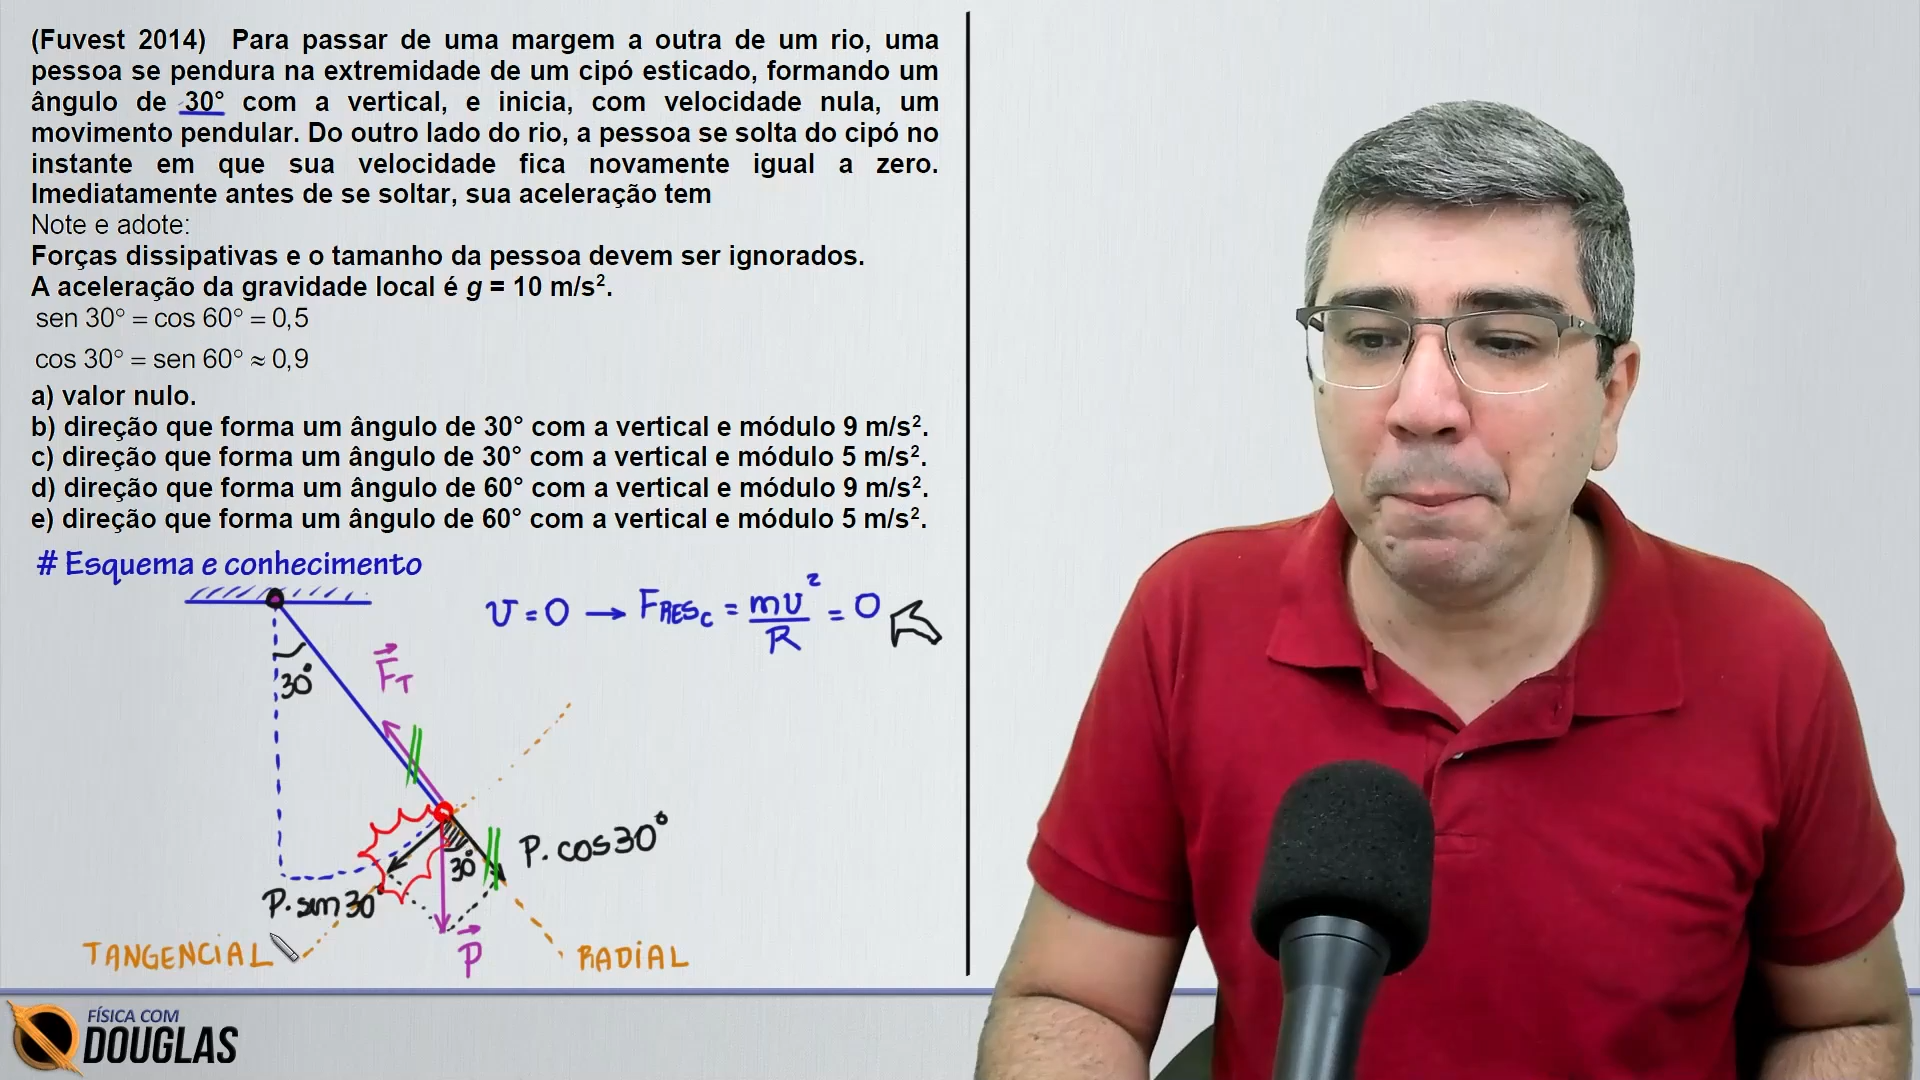 (Fuvest 2014) Para passar de uma margem a outra de um rio, uma
pessoa se pendura na extremidade de um cipó esticado, formando um
ângulo de 30° com a vertical, e inicia, com velocidade nula, um
movimento pendular. Do outro lado do rio, a pessoa se solta do cipó no
instante em que sua velocidade fica novamente igual a zero.
Imediatamente antes de se soltar, sua aceleração tem
Note e adote:
Forças dissipativas e o tamanho da pessoa devem ser ignorados.
A aceleração da gravidade local é g = 10 m/s².
sen 30° = cos 60° = 0,5
cos 30° = sen 60° ≈ 0,9
a) valor nulo.
b) direção que forma um ângulo de 30° com a vertical e módulo 9 m/s².
c) direção que forma um ângulo de 30° com a vertical e módulo 5 m/s².
d) direção que forma um ângulo de 60° com a vertical e módulo 9 m/s².
e) direção que forma um ângulo de 60° com a vertical e módulo 5 m/s².
# Esquema e conhecimento
v = 0 → FRESc = mv²/R = 0
30°
FT
P. cos30°
30°
P. sen30°
TANGENCIAL
P
RADIAL
FÍSICA COM
DOUGLAS